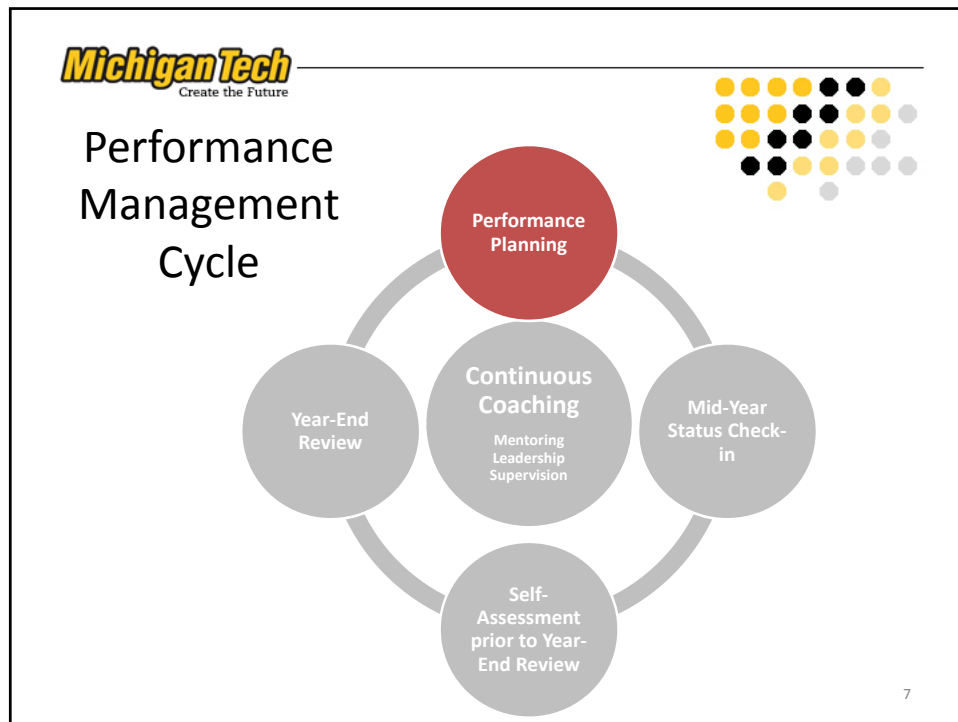 Michigan Tech
Create the Future
Performance
Management
Cycle
Performance
Planning
Continuous
Coaching
Mentoring
Leadership
Supervision
Year-End
Review
Mid-Year
Status Check-
in
Self-
Assessment
prior to Year-
End Review
7